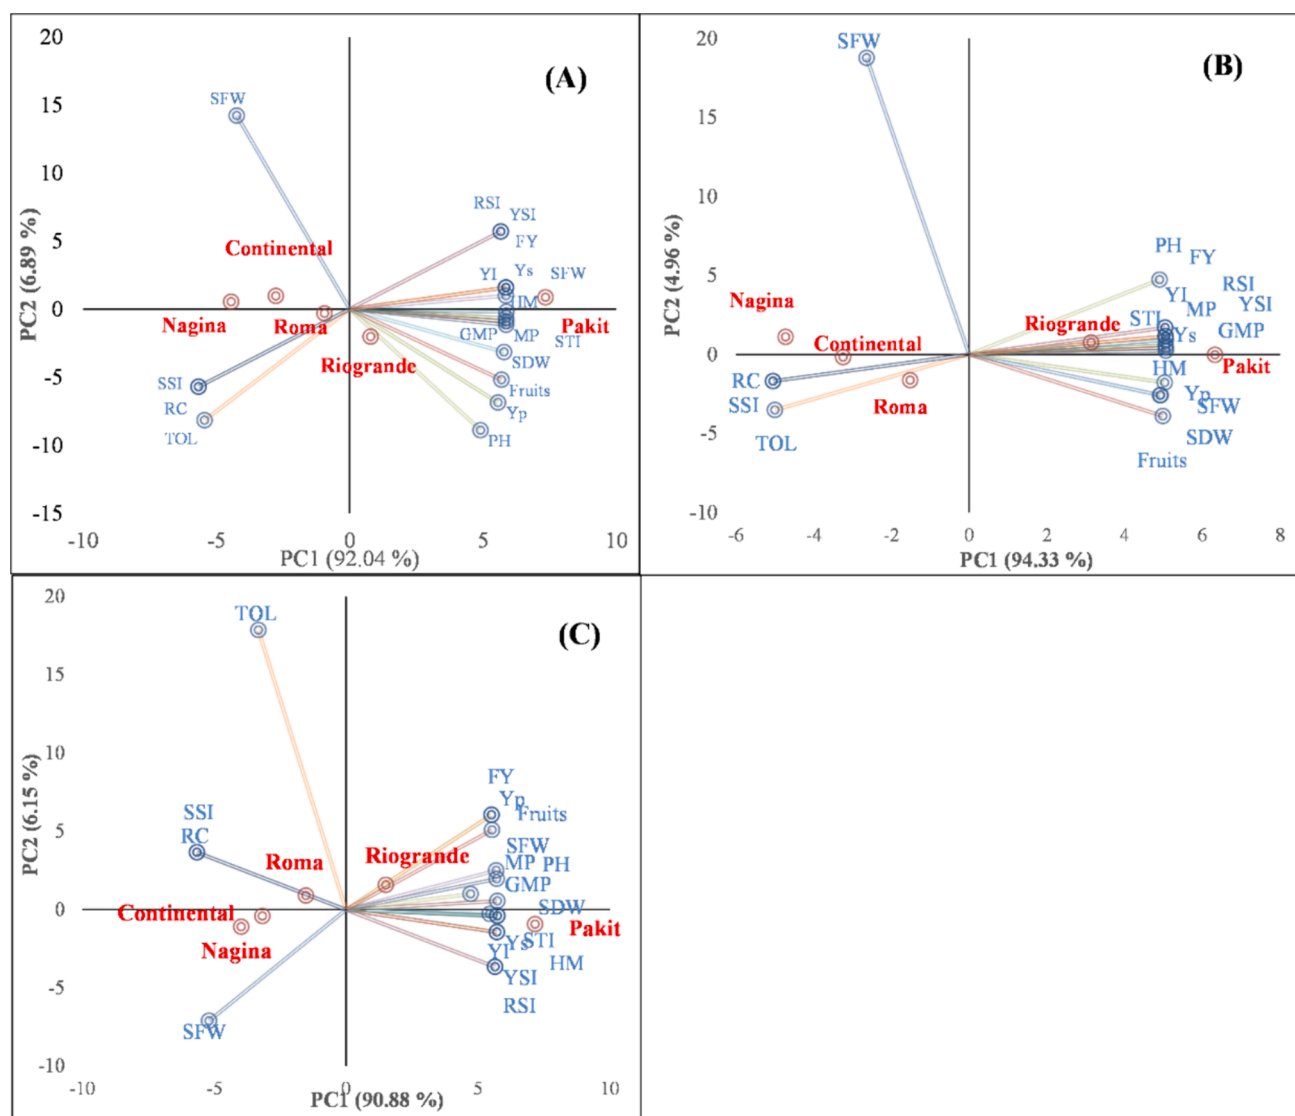 (A)
20
15
10
5
0
-5
-10
-15
-10
-5
0
5
10
PC2 (6.89 %)
PC1 (92.04 %)
SFW
RSI
YSI
FY
Continental
YI
Ys
SFW
HM
Nagina
Roma
GMP
MP
STI
Pakit
Riogrande
SDW
SSI
RC
TOL
Fruits
Yp
PH
(B)
20
15
10
5
0
-5
-10
-6
-4
-2
0
2
4
6
8
PC2 (4.96 %)
PC1 (94.33 %)
SFW
PH
FY
RSI
YI
MP
YSI
Nagina
Riogrande
STI
Ys
GMP
Continental
HM
Pakit
RC
SSI
Roma
Yp
SFW
TOL
SDW
Fruits
(C)
20
15
10
5
0
-5
-10
-10
-5
0
5
10
PC2 (6.15 %)
PC1 (90.88 %)
TOL
FY
Yp
Fruits
SSI
RC
SFW
Roma
Riogrande
MP
PH
GMP
Continental
SDW
Pakit
Nagina
Ys
STI
YI
HM
YSI
RSI
SFW